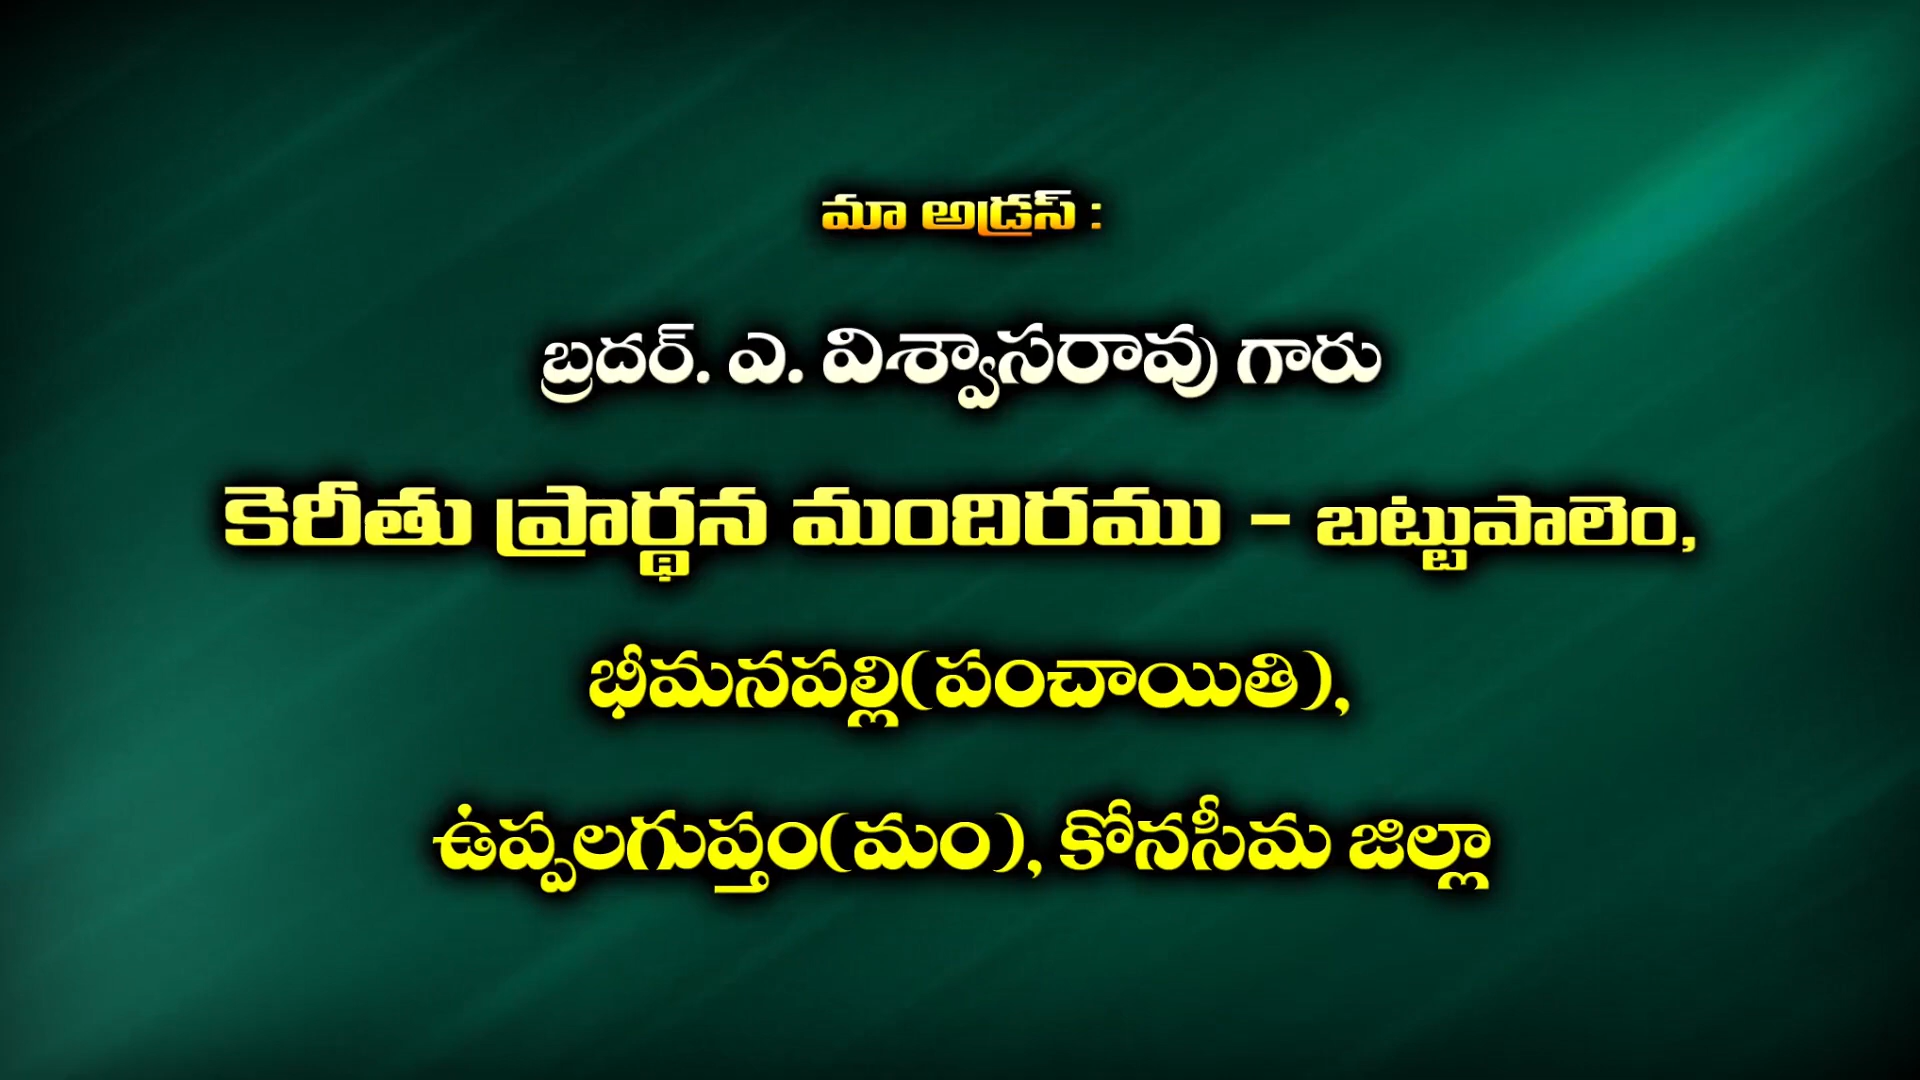 మా అడ్రస్ :
బ్రదర్. ఎ. విశ్వాసరావు గారు
కెరీతు ప్రార్థన మందిరము - బట్టుపాలెం,
భీమనపల్లి(పంచాయితి),
ఉప్పలగుప్తం(మం), కోనసీమ జిల్లా